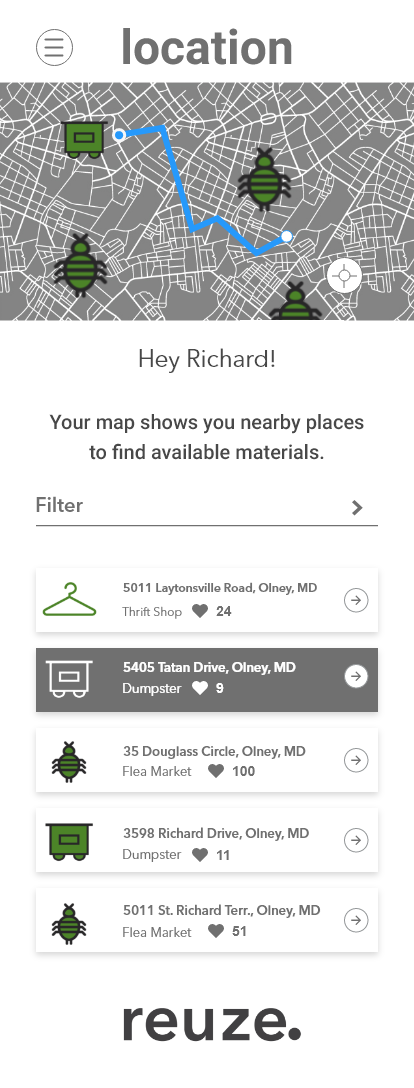 location
Hey Richard!
Your map shows you nearby places
to find available materials.
Filter
5011 Laytonsville Road, Olney, MD
Thrift Shop 24
5405 Tatan Drive, Olney, MD
Dumpster 9
35 Douglass Circle, Olney, MD
Flea Market 100
3598 Richard Drive, Olney, MD
Dumpster 11
5011 St. Richard Terr., Olney, MD
Flea Market 51
reuze.